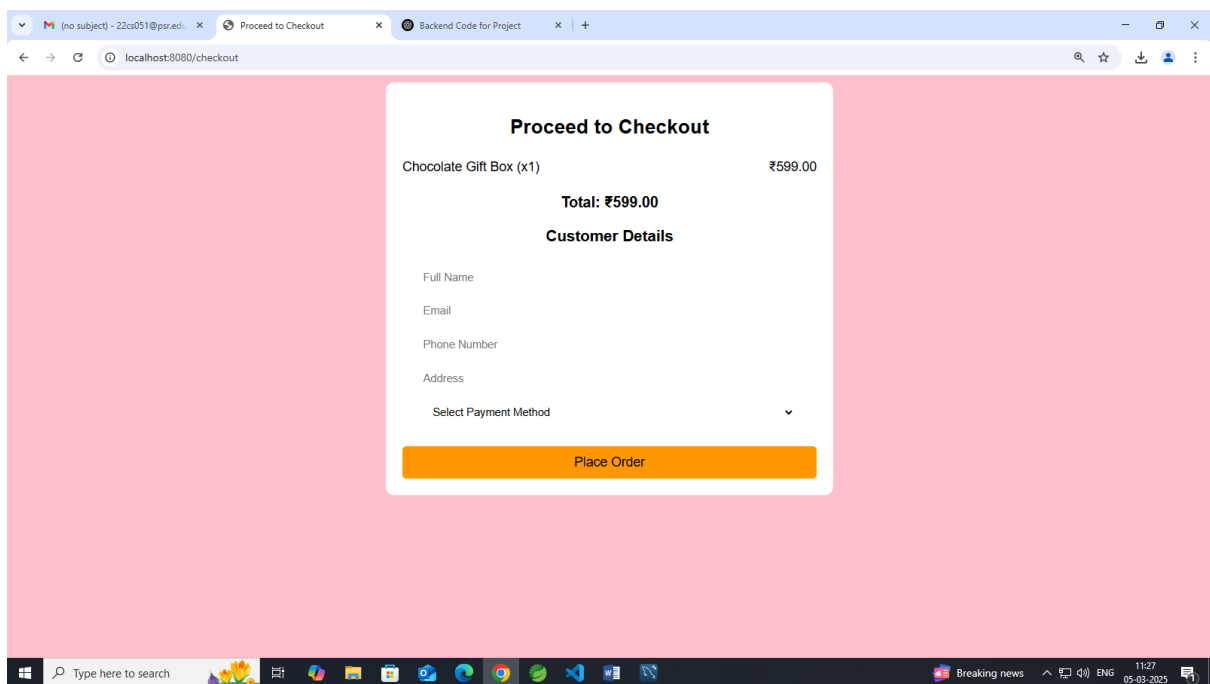 (no subject) - 22cs051@psr.edu
Proceed to Checkout
Backend Code for Project
localhost:8080/checkout
Proceed to Checkout
Chocolate Gift Box (x1) ₹599.00
Total: ₹599.00
Customer Details
Full Name
Email
Phone Number
Address
Select Payment Method
Place Order
Type here to search
Breaking news
ENG
11:27
05-03-2025